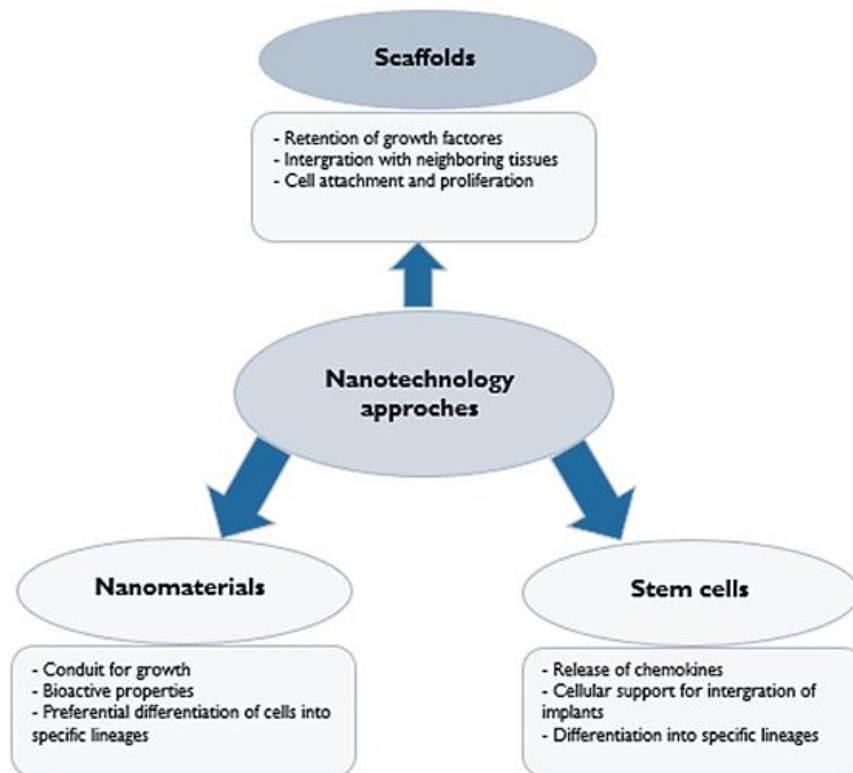 Scaffolds
- Retention of growth factores
- Intergration with neighboring tissues
- Cell attachment and proliferation
Nanotechnology
approches
Nanomaterials
- Conduit for growth
- Bioactive properties
- Preferential differentiation of cells into
specific lineages
Stem cells
- Release of chemokines
- Cellular support for intergration of
implants
- Differentiation into specific lineages